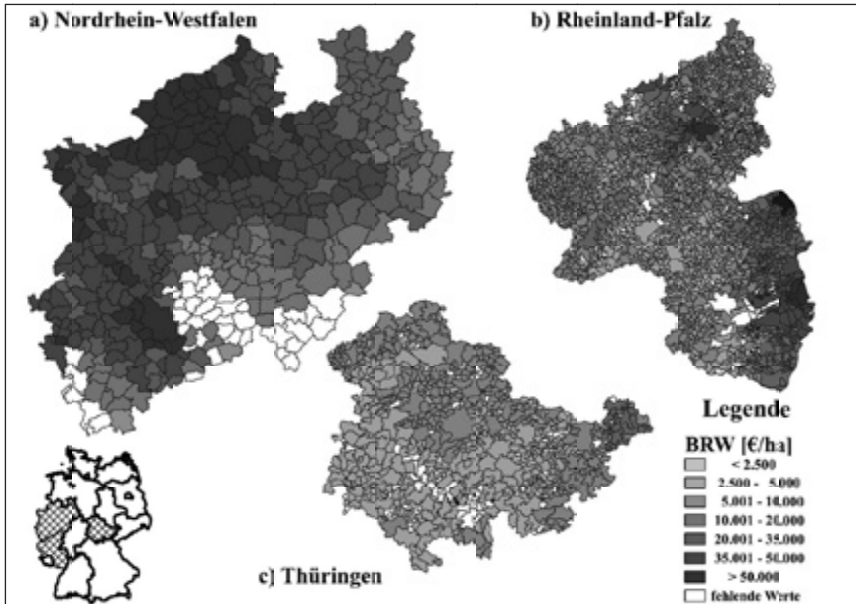 a) Nordrhein-Westfalen
b) Rheinland-Pfalz
c) Thüringen
Legende
BRW [€/ha]
< 2.500
2.500 - 5.000
5.001 - 10.000
10.001 - 20.000
20.001 - 35.000
35.001 - 50.000
> 50.000
fehlende Werte